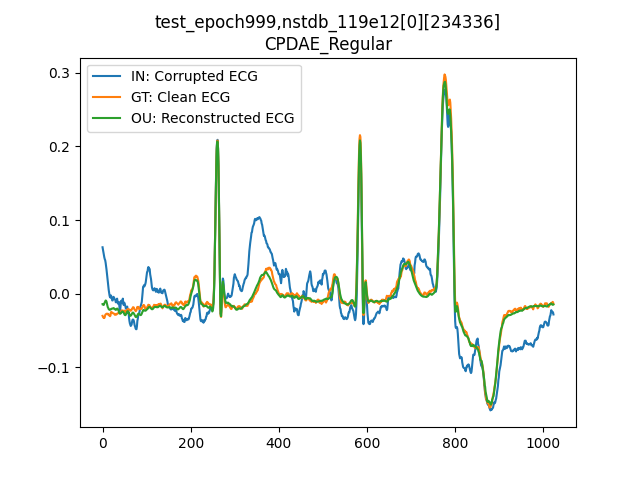 test_epoch999,nstdb_119e12[0][234336]
CPDAE_Regular
IN: Corrupted ECG
GT: Clean ECG
OU: Reconstructed ECG
0.3
0.2
0.1
0.0
−0.1
0 200 400 600 800 1000